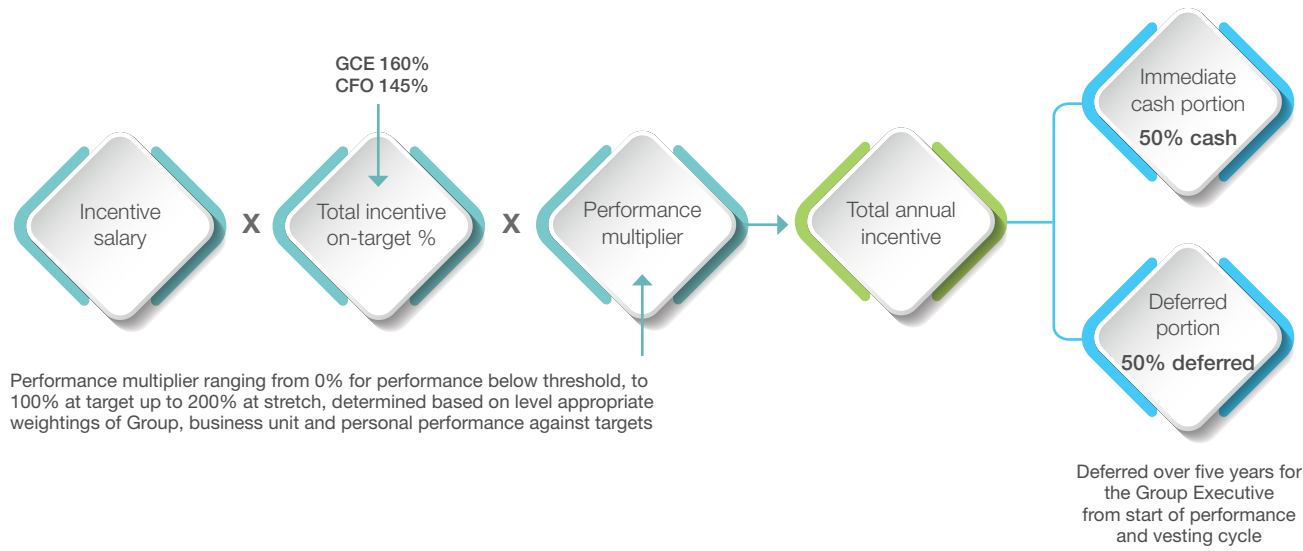 GCE 160%
CFO 145%
Incentive
salary
X
Total incentive
on-target %
X
Performance
multiplier
Total annual
incentive
Immediate
cash portion
50% cash
Deferred
portion
50% deferred
Performance multiplier ranging from 0% for performance below threshold, to
100% at target up to 200% at stretch, determined based on level appropriate
weightings of Group, business unit and personal performance against targets
Deferred over five years for
the Group Executive
from start of performance
and vesting cycle